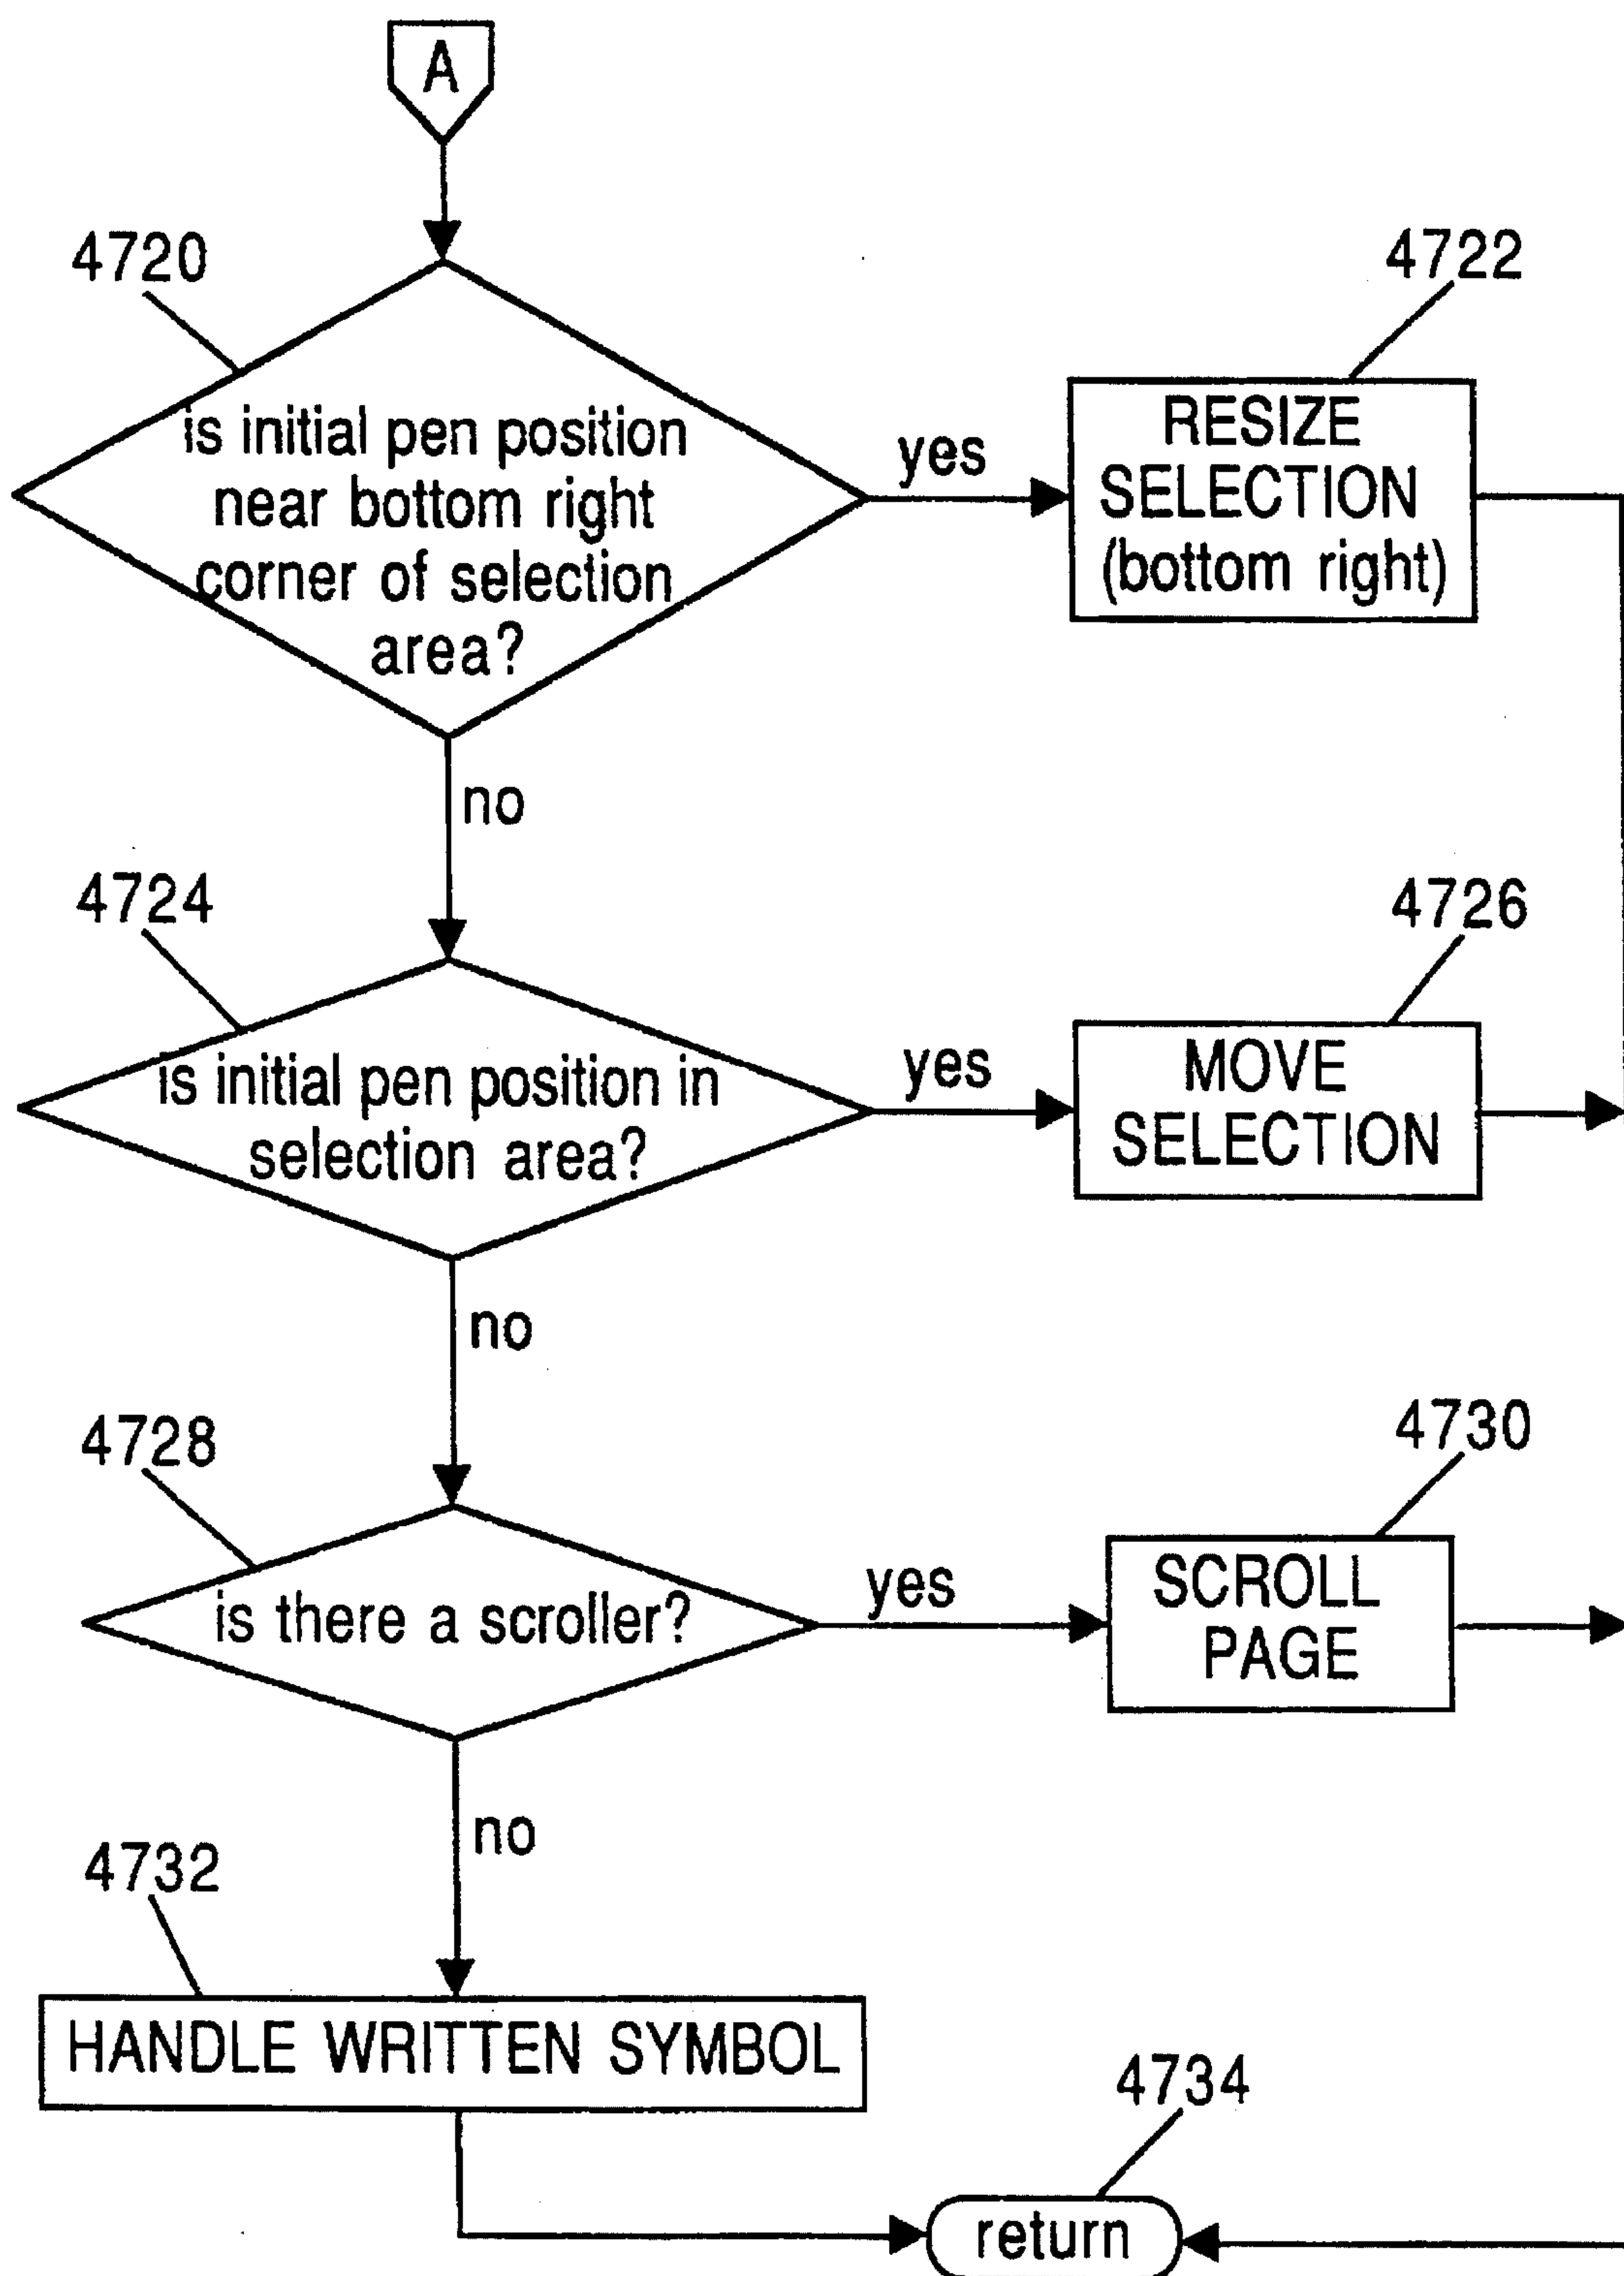 A
4720
is initial pen position
near bottom right
corner of selection
area?
yes
4722
RESIZE
SELECTION
(bottom right)
no
4724
is initial pen position in
selection area?
yes
4726
MOVE
SELECTION
no
4728
is there a scroller?
yes
4730
SCROLL
PAGE
no
4732
HANDLE WRITTEN SYMBOL
4734
return